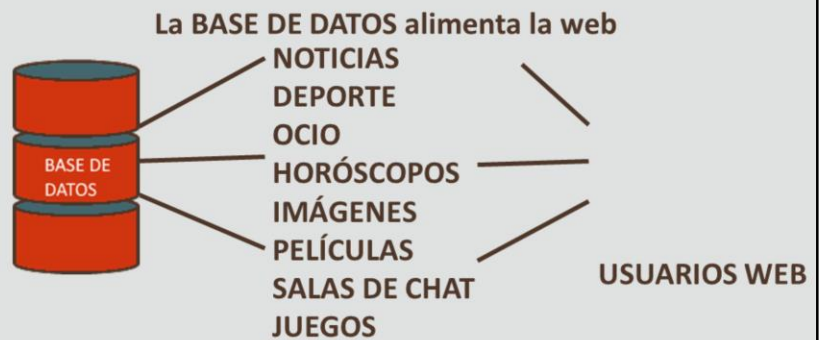 La BASE DE DATOS alimenta la web
NOTICIAS
DEPORTE
OCIO
HORÓSCOPOS
IMÁGENES
PELÍCULAS
SALAS DE CHAT
JUEGOS
BASE DE
DATOS
USUARIOS WEB